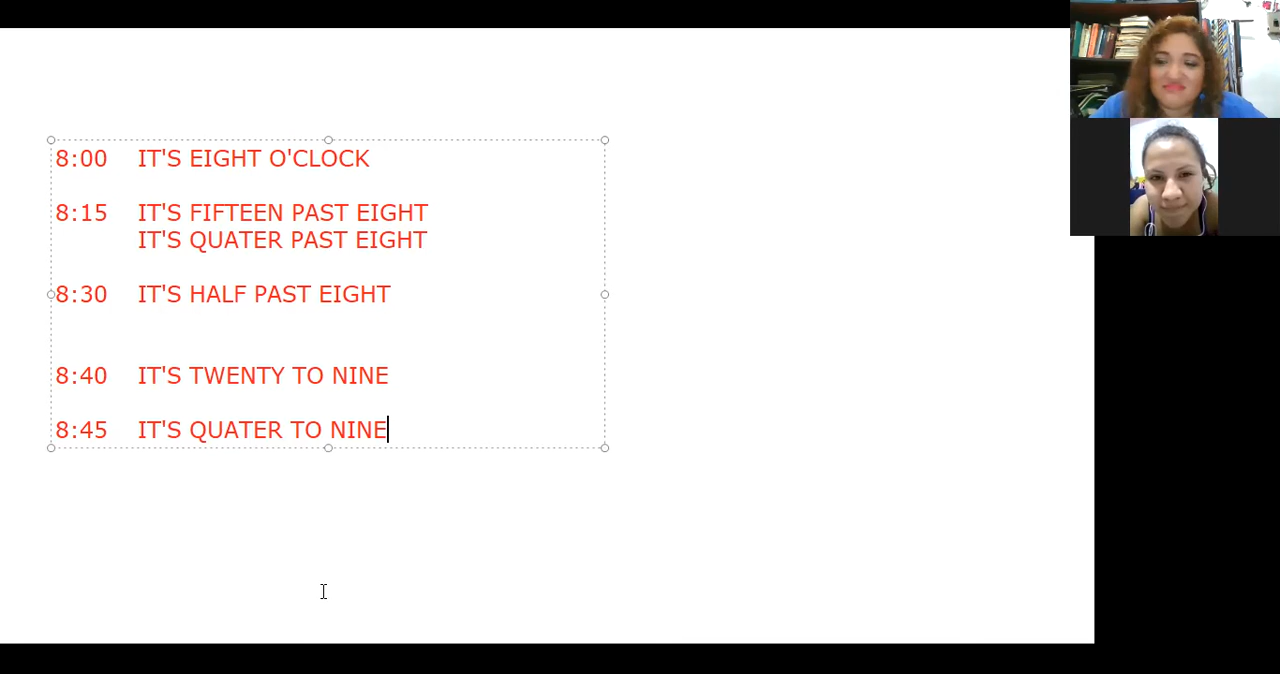 8:00 IT'S EIGHT O'CLOCK
8:15 IT'S FIFTEEN PAST EIGHT
IT'S QUATER PAST EIGHT
8:30 IT'S HALF PAST EIGHT
8:40 IT'S TWENTY TO NINE
8:45 IT'S QUATER TO NINE